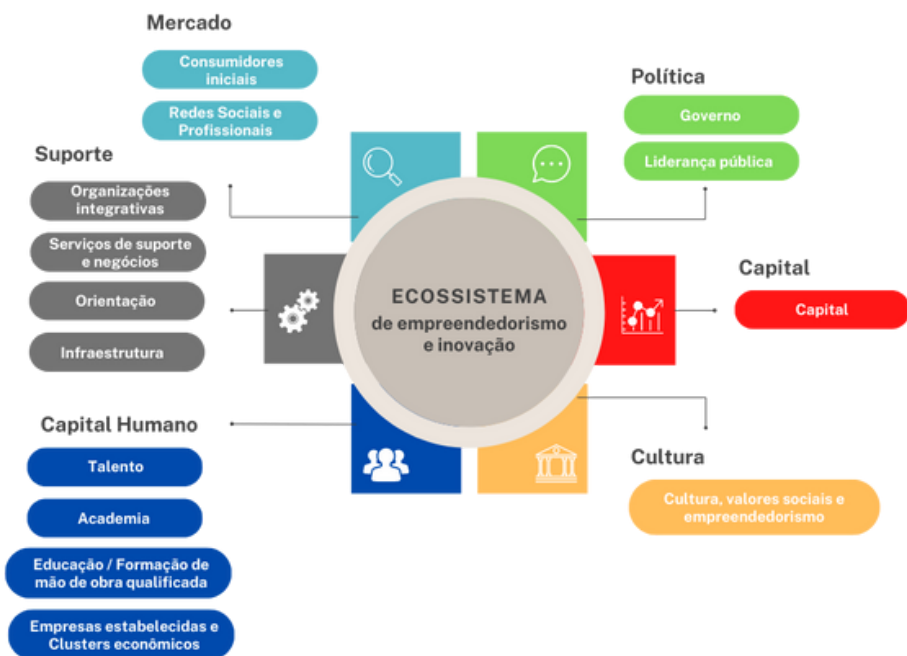 Mercado
Consumidores
iniciais
Redes Sociais e
Profissionais
Suporte
Organizações
integrativas
Serviços de suporte
e negócios
Orientação
Infraestrutura
Capital Humano
Talento
Academia
Educação / Formação de
mão de obra qualificada
Empresas estabelecidas e
Clusters econômicos
ECOSSISTEMA
de empreendedorismo
e inovação
Política
Governo
Liderança pública
Capital
Capital
Cultura
Cultura, valores sociais e
empreendedorismo